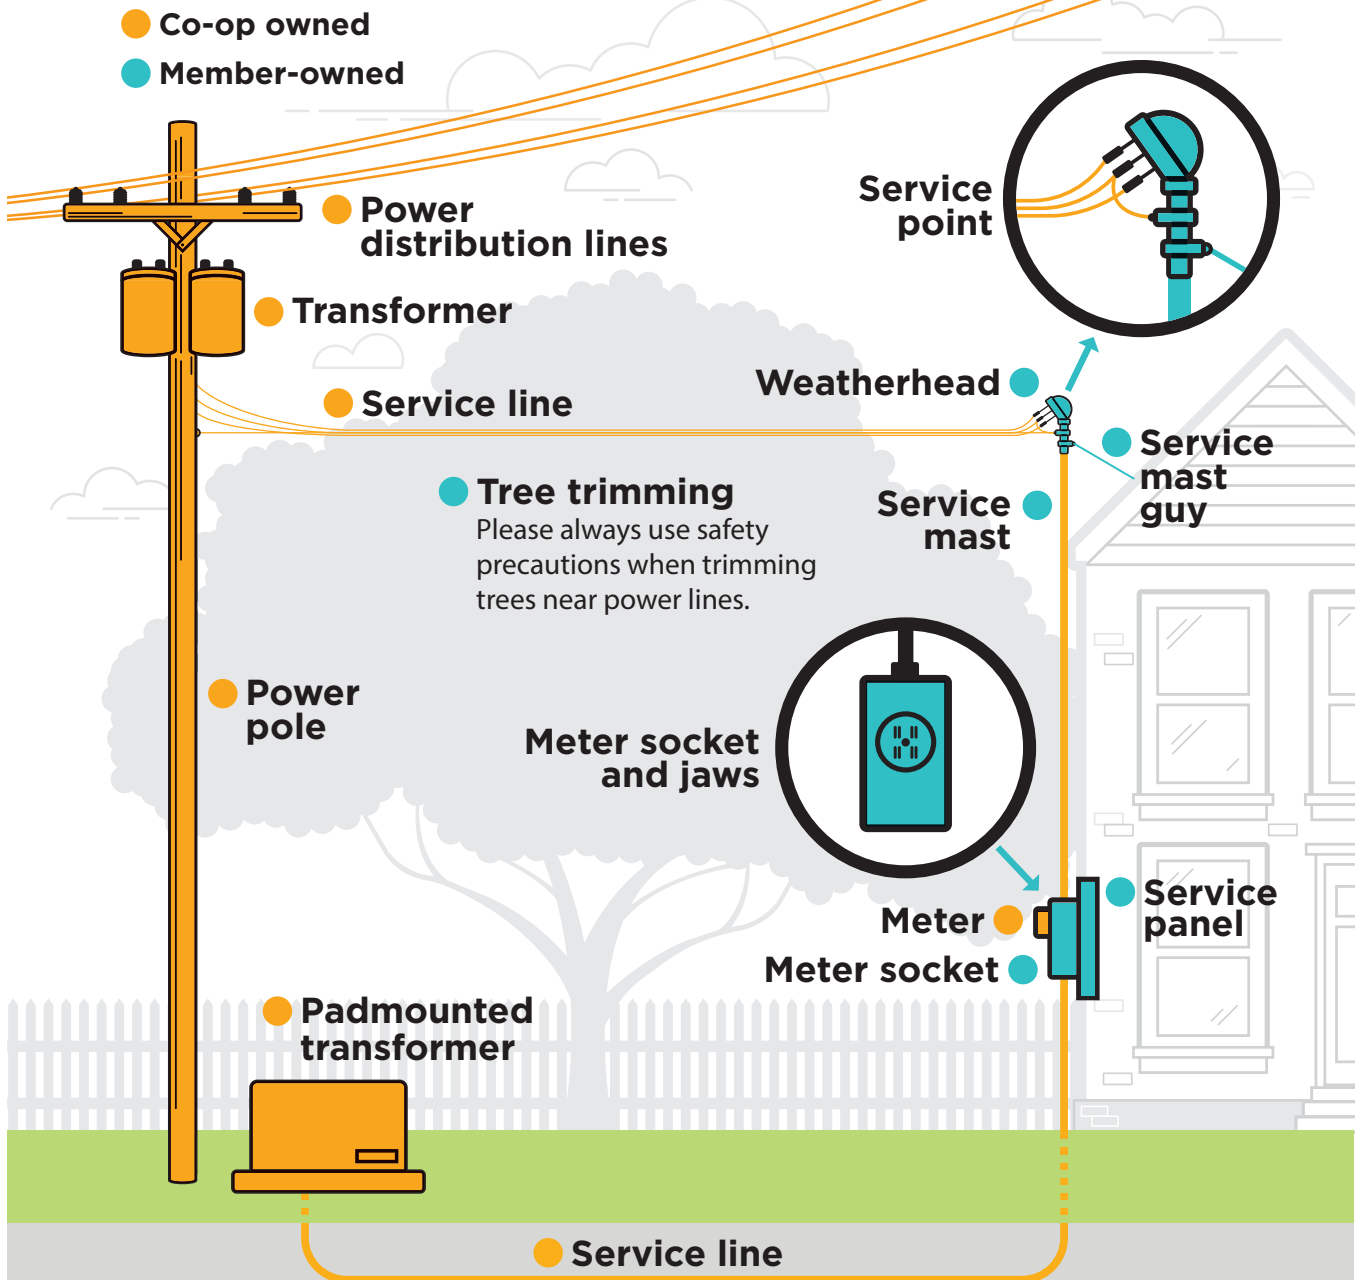 Co-op owned
Member-owned
Power
distribution lines
Service
point
Transformer
Weatherhead
Service line
Service
mast
guy
Tree trimming
Please always use safety
precautions when trimming
trees near power lines.
Service
mast
Power
pole
Meter socket
and jaws
Service
panel
Meter
Meter socket
Padmounted
transformer
Service line